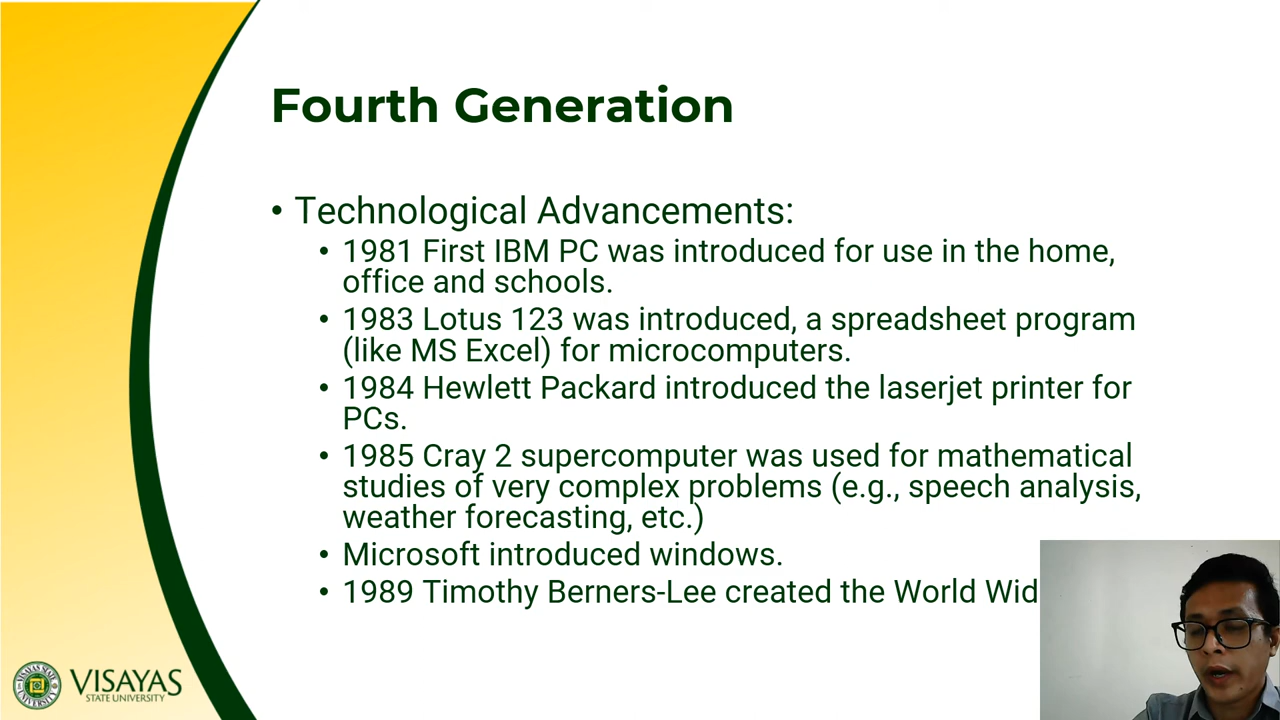 Fourth Generation
• Technological Advancements:
• 1981 First IBM PC was introduced for use in the home,
office and schools.
• 1983 Lotus 123 was introduced, a spreadsheet program
(like MS Excel) for microcomputers.
• 1984 Hewlett Packard introduced the laserjet printer for
PCs.
• 1985 Cray 2 supercomputer was used for mathematical
studies of very complex problems (e.g., speech analysis,
weather forecasting, etc.)
• Microsoft introduced windows.
• 1989 Timothy Berners-Lee created the World Wid
VISAYAS
STATE UNIVERSITY